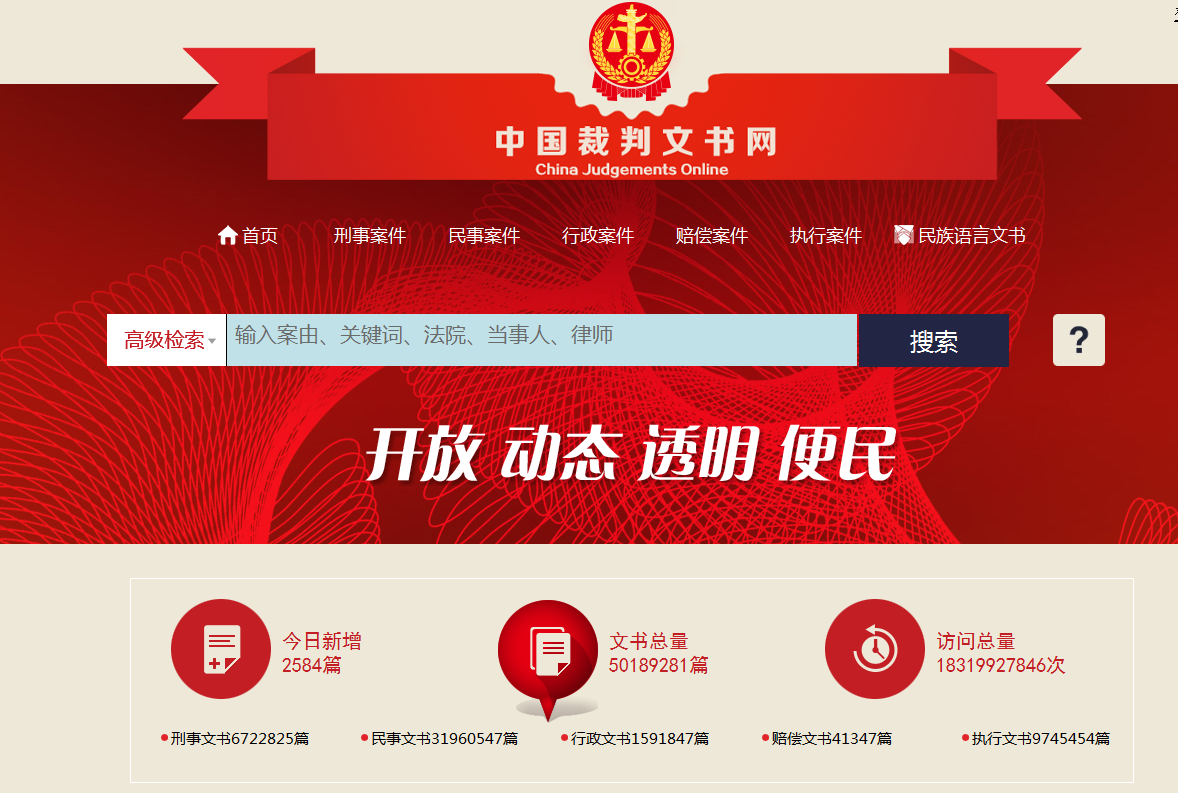 中国裁判文书网
China Judgements Online
首页 刑事案件 民事案件 行政案件 赔偿案件 执行案件 民族语言文书
高级检索 输入案由、关键词、法院、当事人、律师 搜索 ?
开放 动态 透明 便民
今日新增 文书总量 访问总量
2584篇 50189281篇 18319927846次
刑事文书6722825篇 民事文书31960547篇 行政文书1591847篇 赔偿文书41347篇 执行文书9745454篇